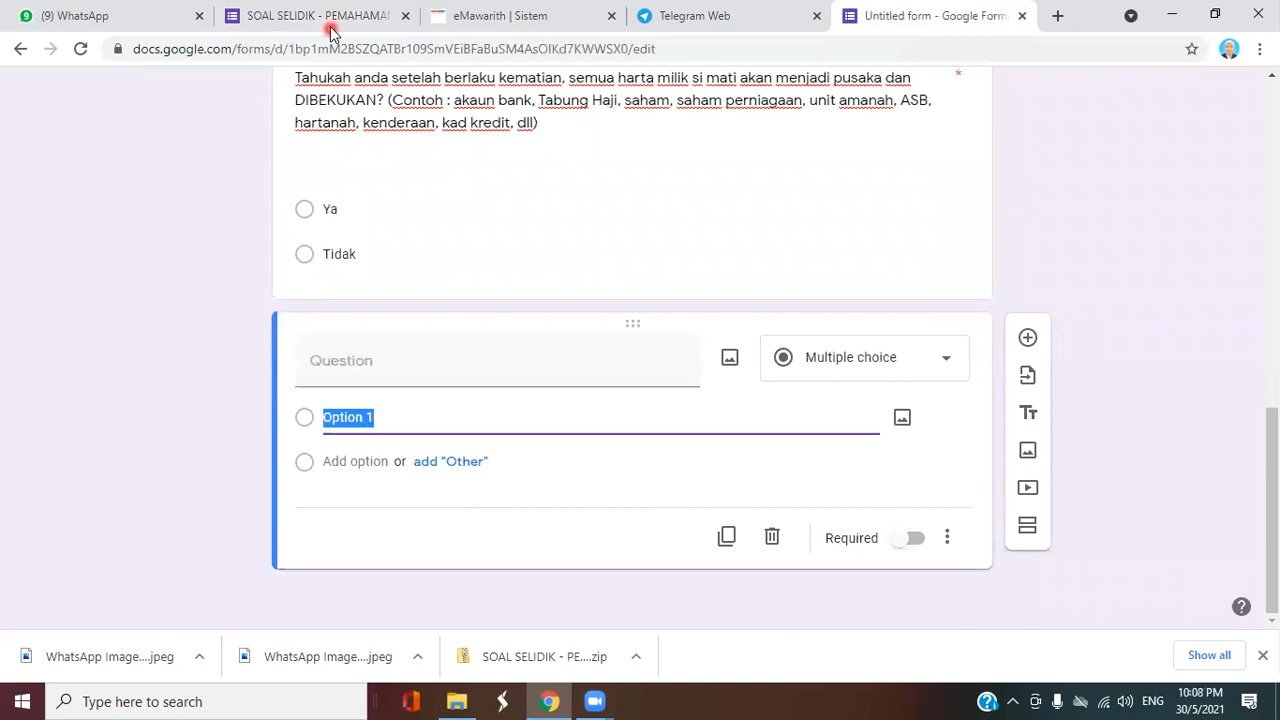 (9) WhatsApp
SOAL SELIDIK - PEMAHAMA
eMawarith | Sistem
Telegram Web
Untitled form - Google Form
docs.google.com/forms/d/1bp1mM2BSZQATBr109SmVEiBFaBuSM4AsOIKd7KWWSX0/edit
Tahukah anda setelah berlaku kematian, semua harta milik si mati akan menjadi pusaka dan *
DIBEKUKAN? (Contoh : akaun bank, Tabung Haji, saham, saham perniagaan, unit amanah, ASB,
hartanah, kenderaan, kad kredit, dll)
Ya
Tidak
Question
Multiple choice
Option 1
Add option or add "Other"
Required
WhatsApp Image....jpeg
WhatsApp Image....jpeg
SOAL SELIDIK - PE....zip
Show all
Type here to search
ENG
10:08 PM
30/5/2021